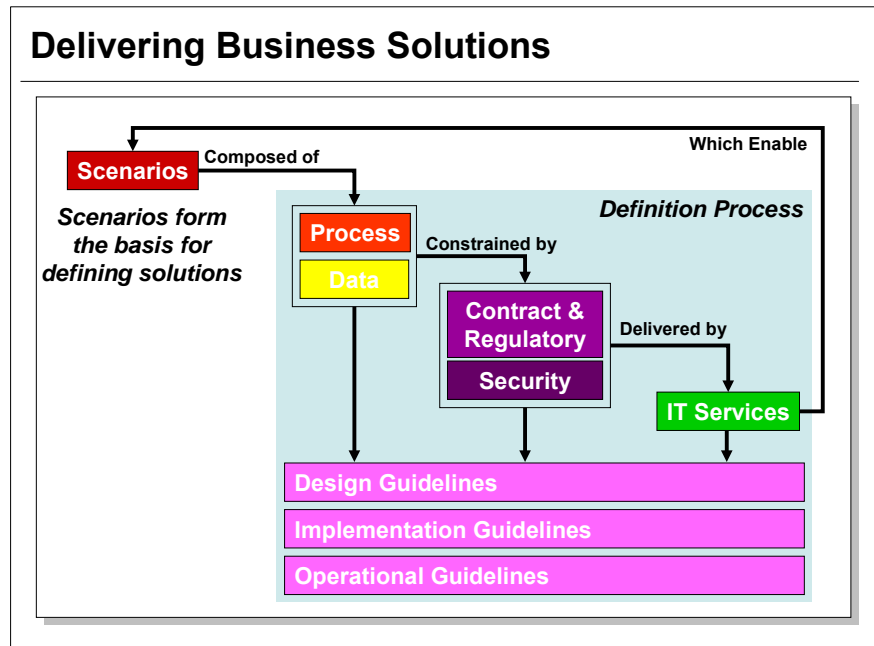 Delivering Business Solutions
Which Enable
Scenarios
Composed of
Scenarios form
the basis for
defining solutions
Definition Process
Process
Data
Constrained by
Contract &
Regulatory
Security
Delivered by
IT Services
Design Guidelines
Implementation Guidelines
Operational Guidelines